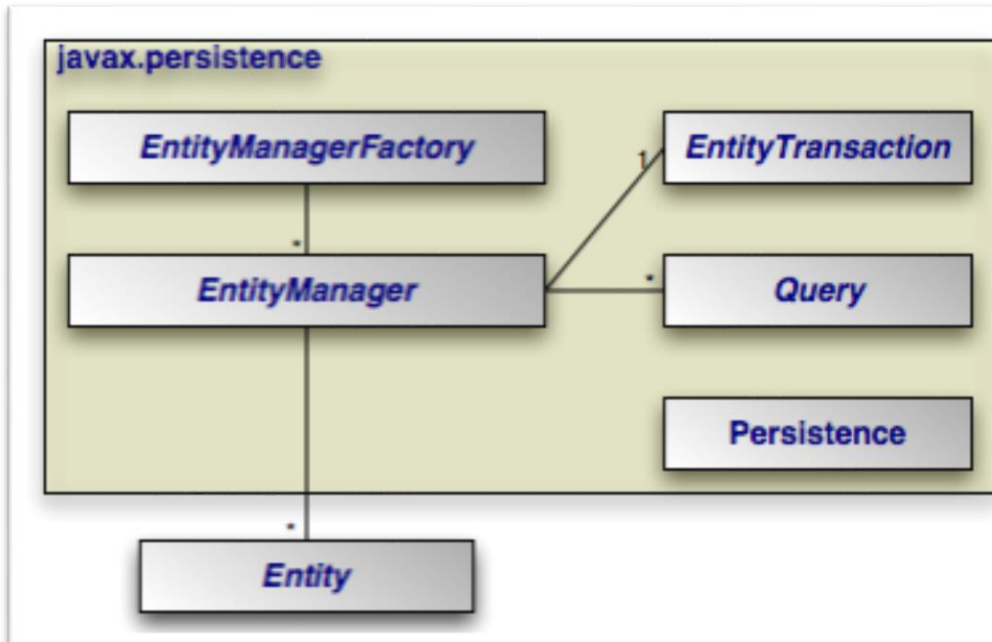 javax.persistence
EntityManagerFactory
EntityTransaction
1
*
EntityManager
Query
*
Persistence
*
Entity